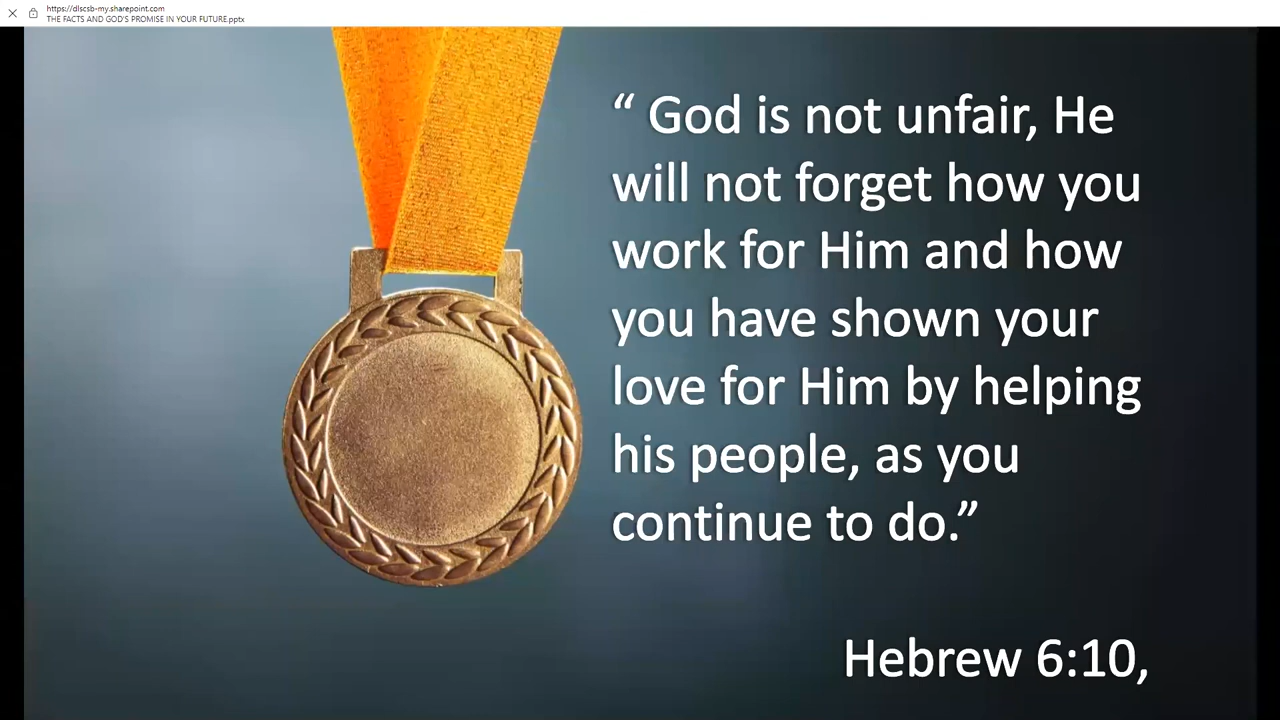 https://dlscsb-my.sharepoint.com
THE FACTS AND GOD'S PROMISE IN YOUR FUTURE.pptx
“ God is not unfair, He
will not forget how you
work for Him and how
you have shown your
love for Him by helping
his people, as you
continue to do.”
Hebrew 6:10,